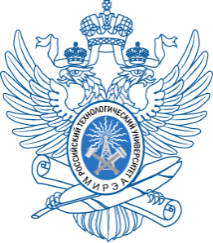 РОССИЙСКИЙ ТЕХНОЛОГИЧЕСКИЙ УНИВЕРСИТЕТ
МИРЭА